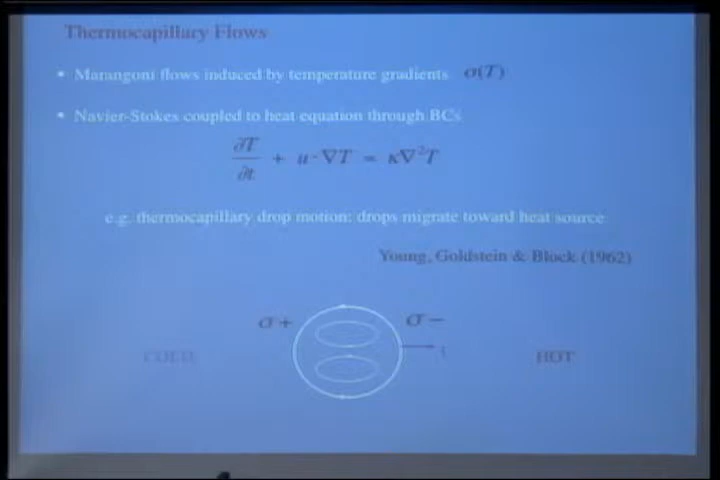 Thermocapillary Flows
• Marangoni flows induced by temperature gradients σ(T)
• Navier-Stokes coupled to heat equation through BCs
∂T/∂t + u·∇T = κ∇²T
e.g. thermocapillary drop motion: drops migrate toward heat source
Young, Goldstein & Block (1962)
σ+ σ−
COLD HOT